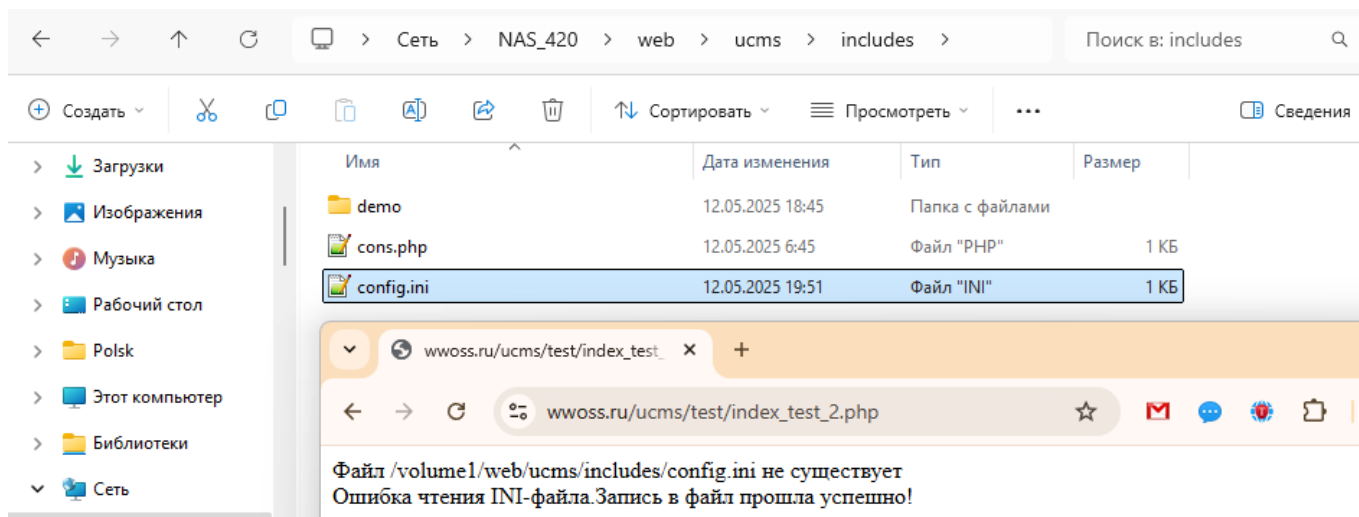 Сеть > NAS_420 > web > ucms > includes > Поиск в: includes
Создать Сортировать Просмотреть ... Сведения
Имя Дата изменения Тип Размер
Загрузки
Изображения
Музыка
Рабочий стол
Polsk
Этот компьютер
Библиотеки
Сеть
demo 12.05.2025 18:45 Папка с файлами
cons.php 12.05.2025 6:45 Файл "PHP" 1 КБ
config.ini 12.05.2025 19:51 Файл "INI" 1 КБ
wwoss.ru/ucms/test/index_test_
wwoss.ru/ucms/test/index_test_2.php
Файл /volume1/web/ucms/includes/config.ini не существует
Ошибка чтения INI-файла.Запись в файл прошла успешно!